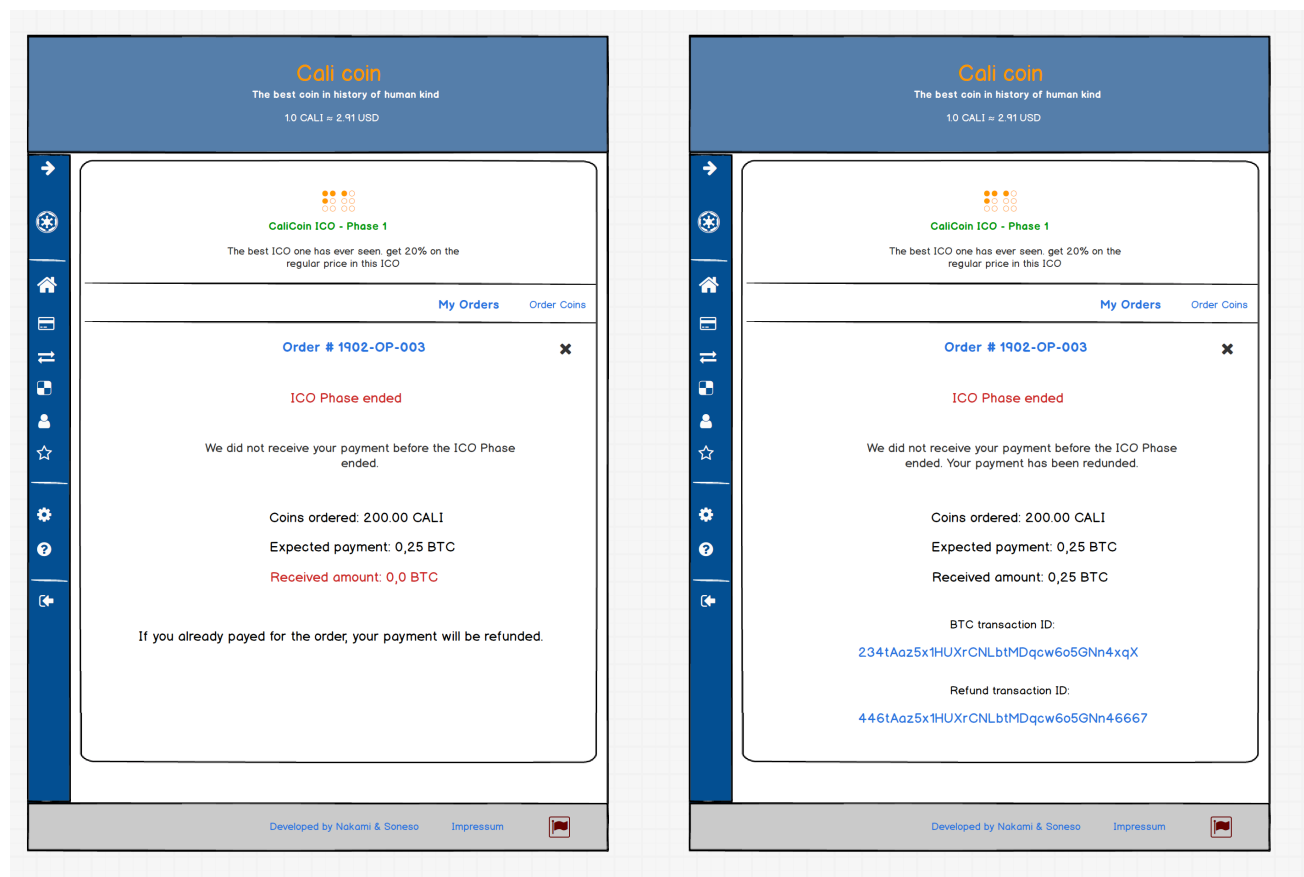 Cali coin
The best coin in history of human kind
1.0 CALI ≈ 2.91 USD
CaliCoin ICO - Phase 1
The best ICO one has ever seen. get 20% on the
regular price in this ICO
My Orders
Order Coins
Order # 1902-OP-003
ICO Phase ended
We did not receive your payment before the ICO Phase
ended.
Coins ordered: 200.00 CALI
Expected payment: 0,25 BTC
Received amount: 0,0 BTC
If you already payed for the order, your payment will be refunded.
Developed by Nakami & Soneso
Impressum
Cali coin
The best coin in history of human kind
1.0 CALI ≈ 2.91 USD
CaliCoin ICO - Phase 1
The best ICO one has ever seen. get 20% on the
regular price in this ICO
My Orders
Order Coins
Order # 1902-OP-003
ICO Phase ended
We did not receive your payment before the ICO Phase
ended. Your payment has been redunded.
Coins ordered: 200.00 CALI
Expected payment: 0,25 BTC
Received amount: 0,25 BTC
BTC transaction ID:
234tAaz5x1HUXrCNLbtMDqcw6o5GNn4xqX
Refund transaction ID:
446tAaz5x1HUXrCNLbtMDqcw6o5GNn46667
Developed by Nakami & Soneso
Impressum